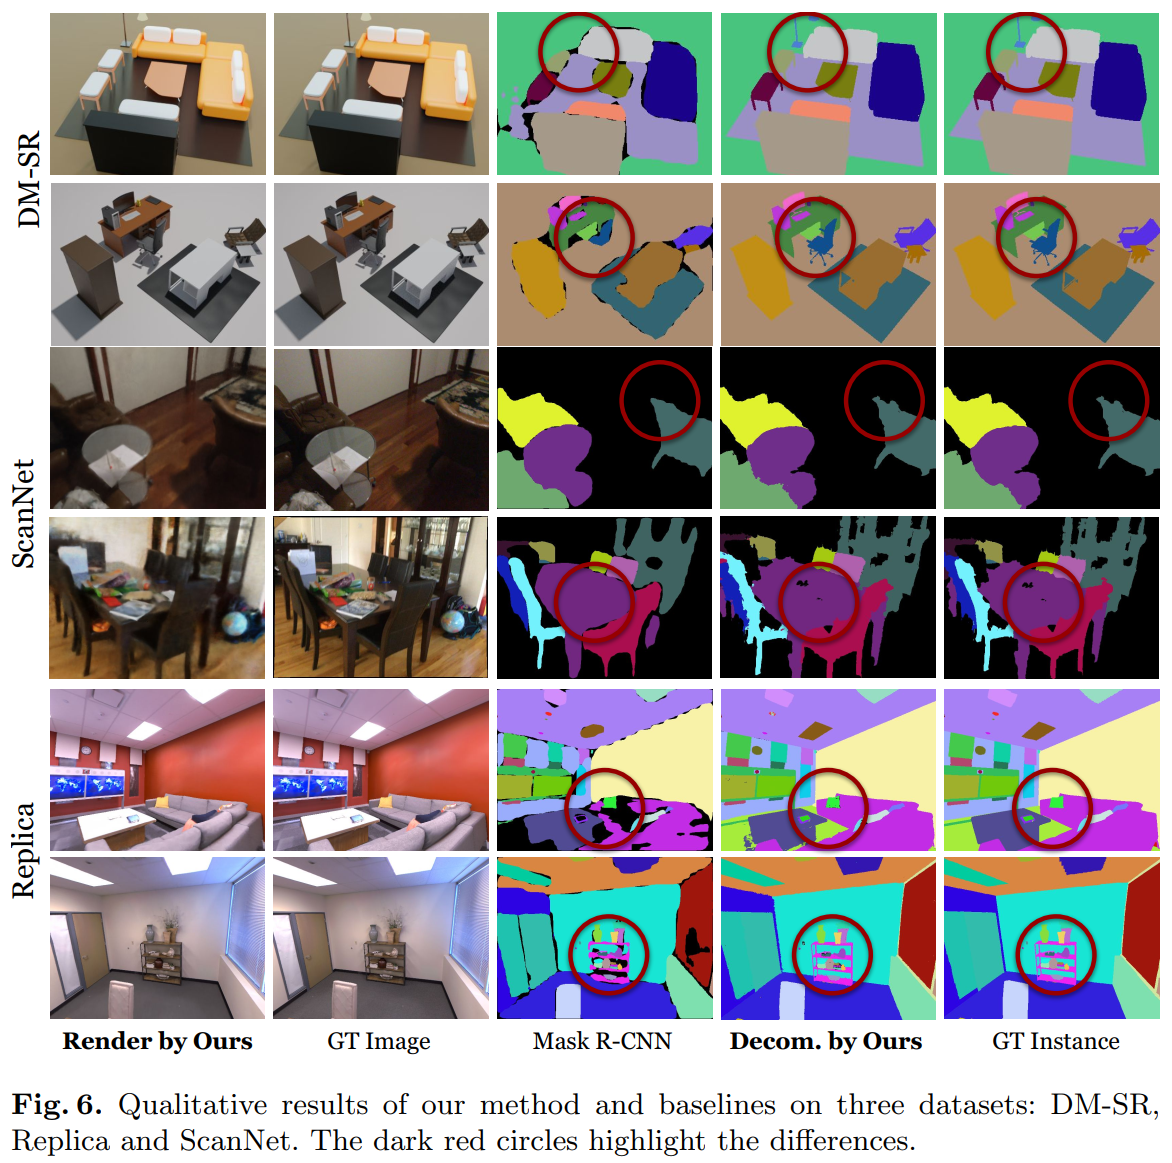 DM-SR
ScanNet
Replica
Render by Ours
GT Image
Mask R-CNN
Decom. by Ours
GT Instance
Fig. 6. Qualitative results of our method and baselines on three datasets: DM-SR,
Replica and ScanNet. The dark red circles highlight the differences.